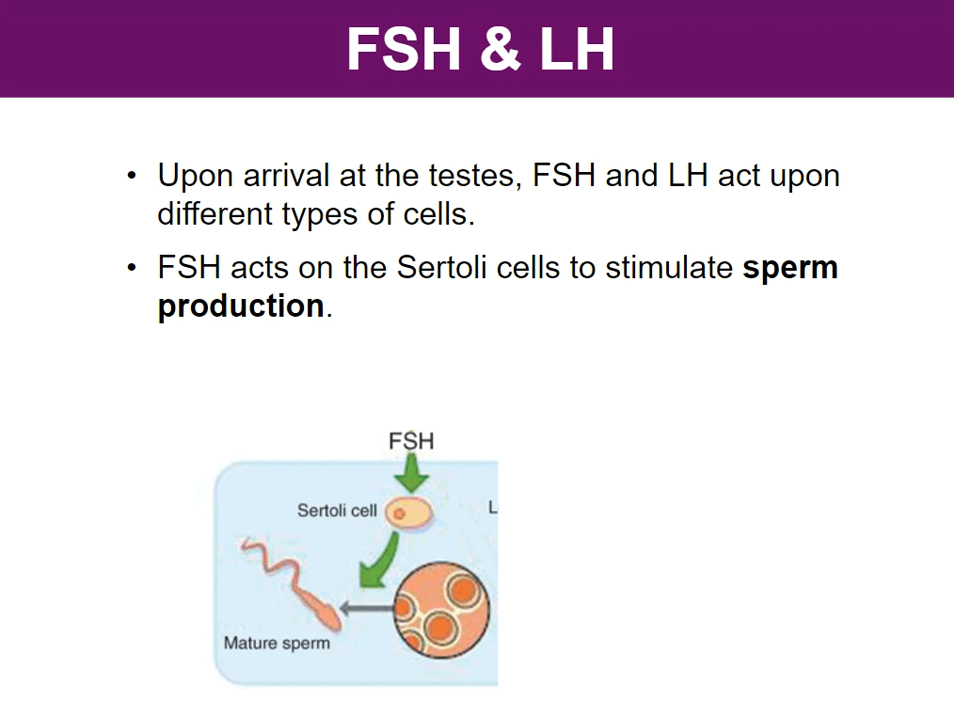 FSH & LH
• Upon arrival at the testes, FSH and LH act upon
different types of cells.
• FSH acts on the Sertoli cells to stimulate sperm
production.
FSH
Sertoli cell
L
Mature sperm